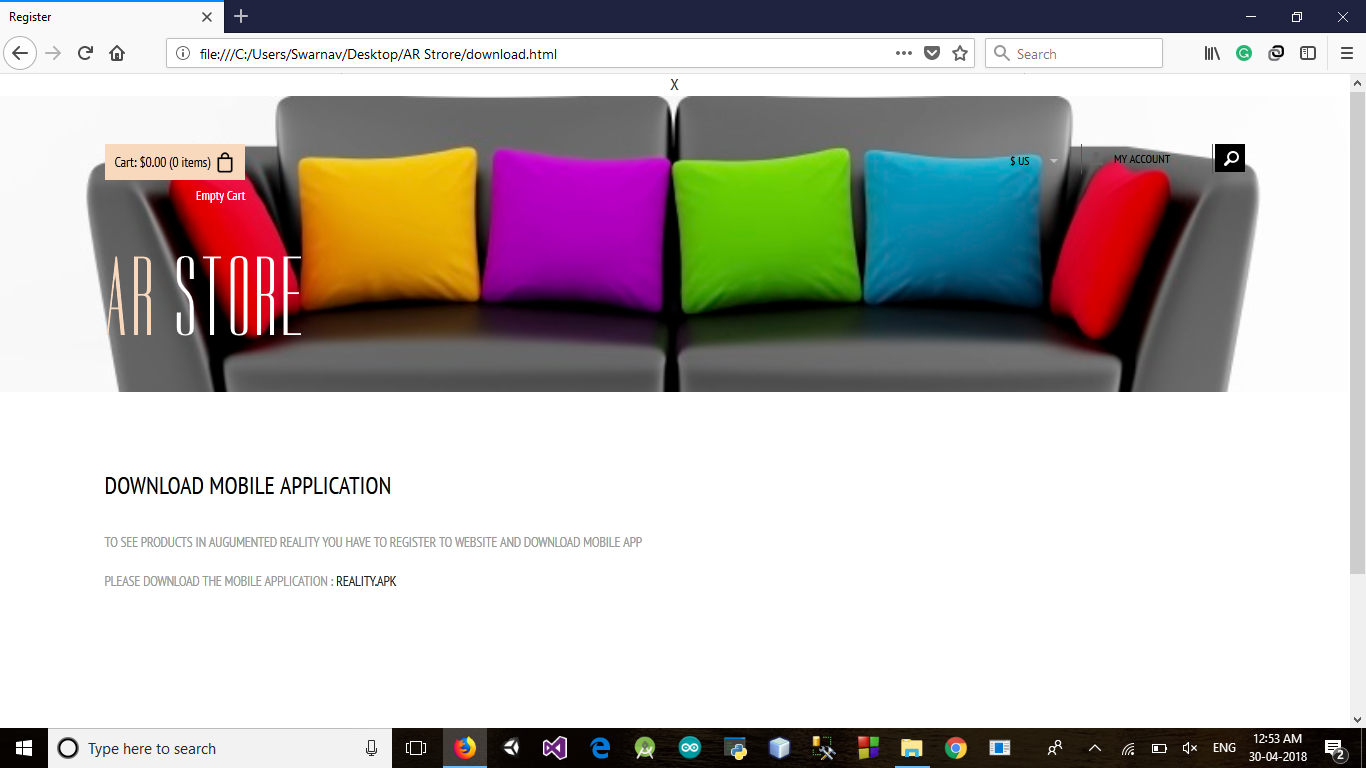 Register
file:///C:/Users/Swarnav/Desktop/AR Strore/download.html
Search
X
Cart: $0.00 (0 items)
$ US
MY ACCOUNT
Empty Cart
AR STORE
DOWNLOAD MOBILE APPLICATION
TO SEE PRODUCTS IN AUGUMENTED REALITY YOU HAVE TO REGISTER TO WEBSITE AND DOWNLOAD MOBILE APP
PLEASE DOWNLOAD THE MOBILE APPLICATION : REALITY.APK
Type here to search
ENG
12:53 AM
30-04-2018
2